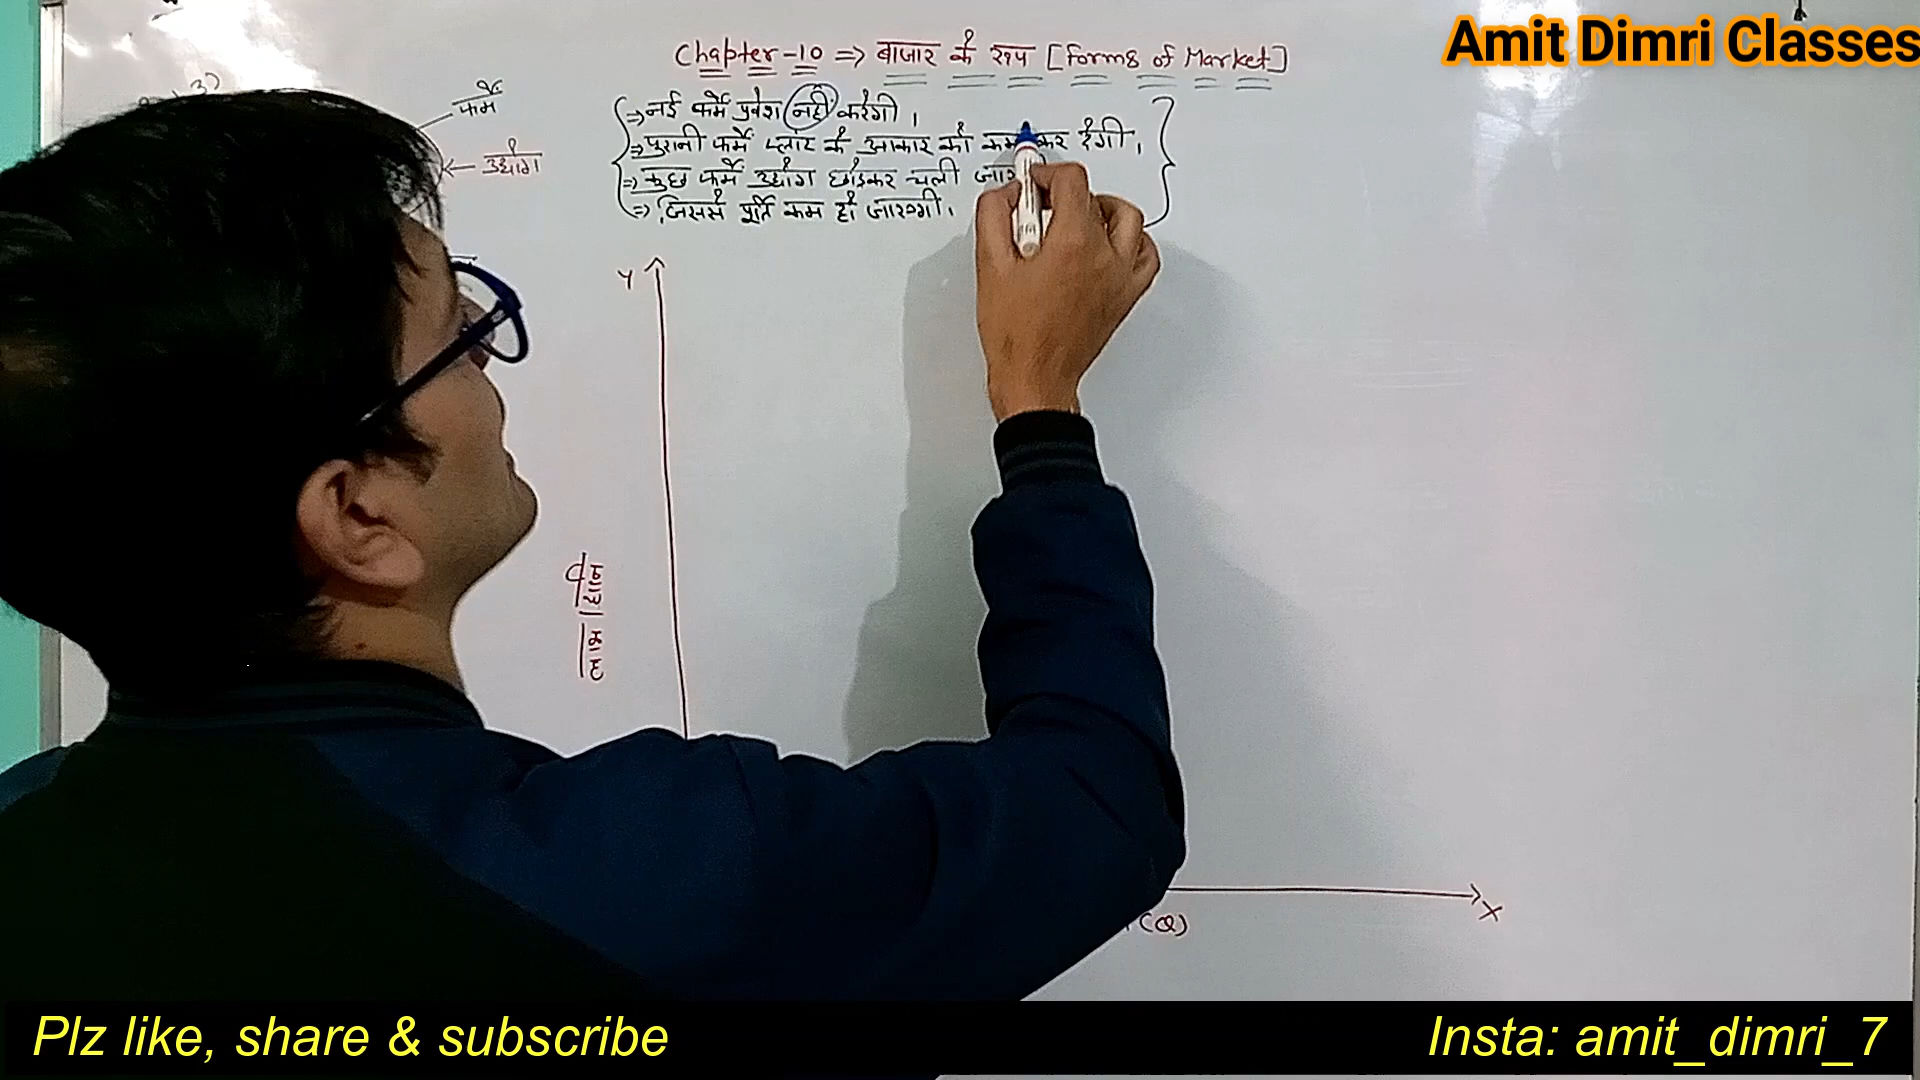 Amit Dimri Classes
Chapter-10 => बाजार के रूप [Forms of Market]
=> नई फर्में प्रवेश नहीं करेंगी।
=> पुरानी फर्में प्लांट के आकार को कम कर देंगी।
=> कुछ फर्में उद्योग छोड़कर चली
=> जिससे पूर्ति कम हो जाएगी।
फर्में
उद्योग
Y
कीमत
X
(Q)
Plz like, share & subscribe
Insta: amit_dimri_7